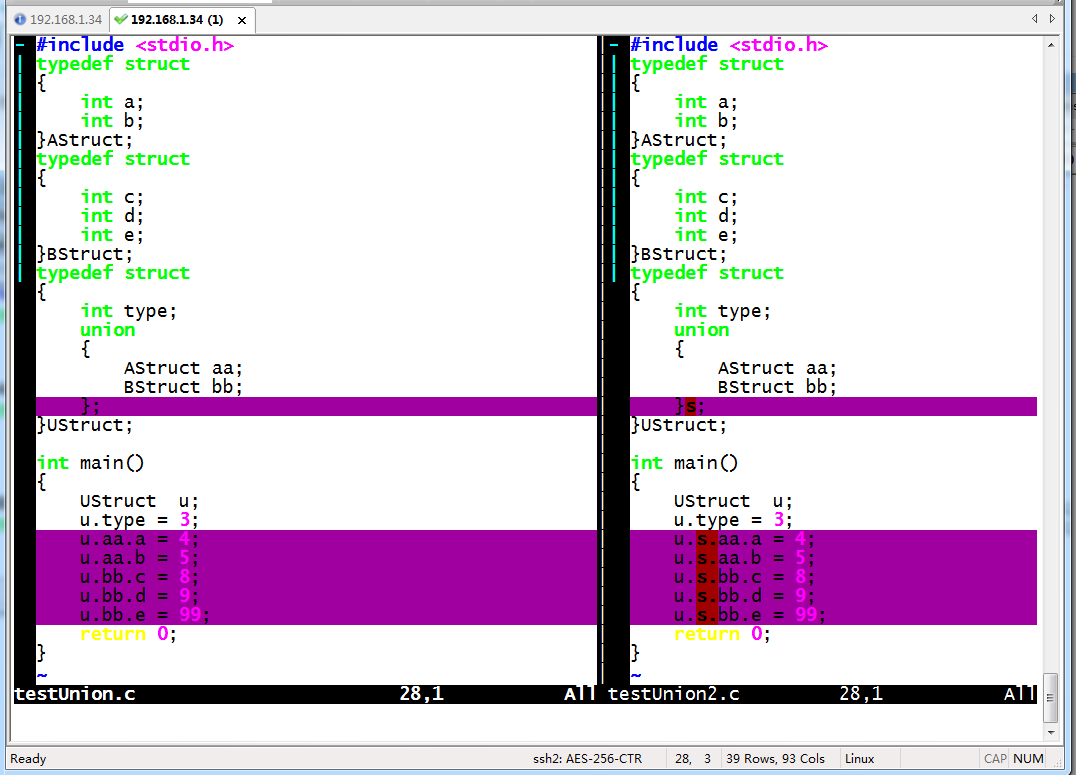 192.168.1.34
192.168.1.34 (1)
#include <stdio.h>
typedef struct
{
    int a;
    int b;
}AStruct;
typedef struct
{
    int c;
    int d;
    int e;
}BStruct;
typedef struct
{
    int type;
    union
    {
        AStruct aa;
        BStruct bb;
    };
}UStruct;
int main()
{
    UStruct  u;
    u.type = 3;
    u.aa.a = 4;
    u.aa.b = 5;
    u.bb.c = 8;
    u.bb.d = 9;
    u.bb.e = 99;
    return 0;
}
~
testUnion.c 28,1 All
#include <stdio.h>
typedef struct
{
    int a;
    int b;
}AStruct;
typedef struct
{
    int c;
    int d;
    int e;
}BStruct;
typedef struct
{
    int type;
    union
    {
        AStruct aa;
        BStruct bb;
    }s;
}UStruct;
int main()
{
    UStruct  u;
    u.type = 3;
    u.s.aa.a = 4;
    u.s.aa.b = 5;
    u.s.bb.c = 8;
    u.s.bb.d = 9;
    u.s.bb.e = 99;
    return 0;
}
~
testUnion2.c 28,1 All
Ready ssh2: AES-256-CTR 28, 3 39 Rows, 93 Cols Linux CAP NUM